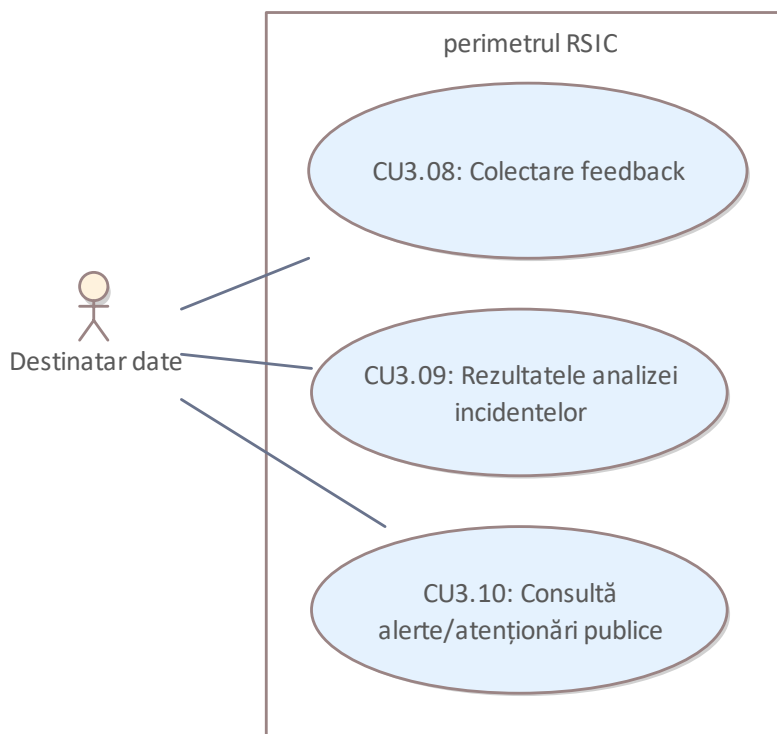 perimetrul RSIC
CU3.08: Colectare feedback
Destinatar date
CU3.09: Rezultatele analizei
incidentelor
CU3.10: Consultă
alerte/atenționări publice